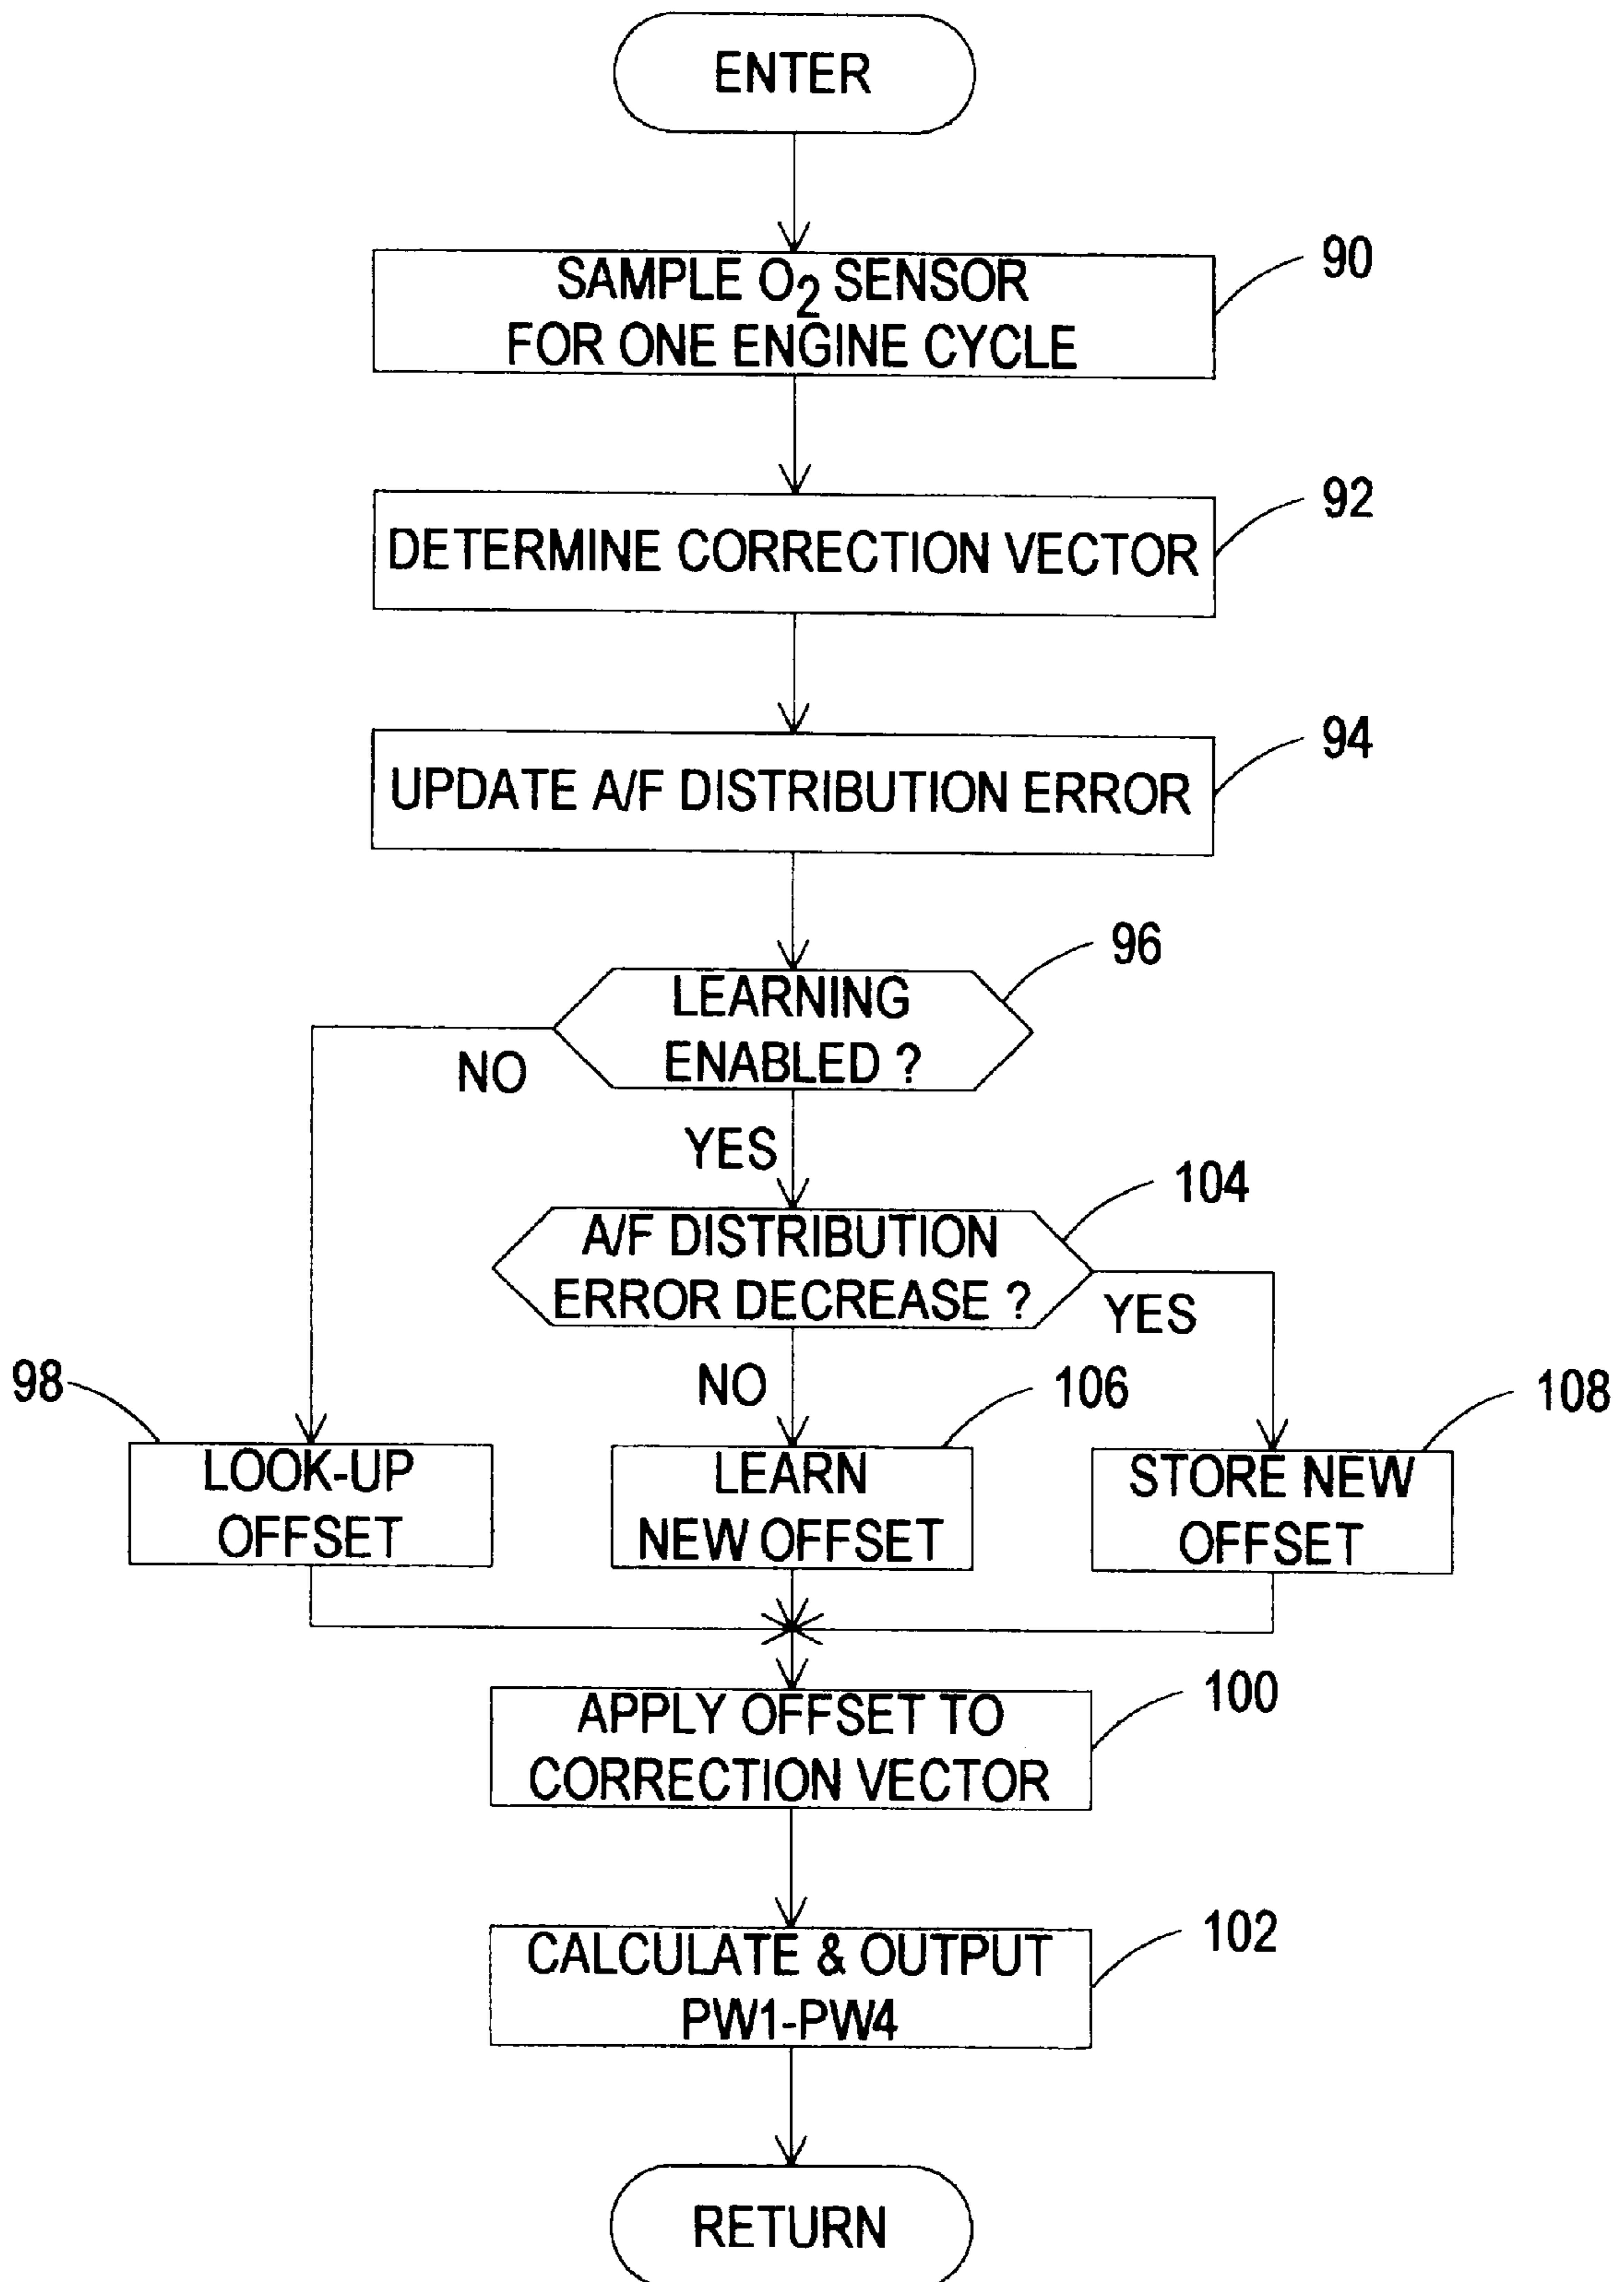 ENTER
SAMPLE O2 SENSOR
FOR ONE ENGINE CYCLE
90
DETERMINE CORRECTION VECTOR
92
UPDATE A/F DISTRIBUTION ERROR
94
LEARNING
ENABLED ?
96
NO
YES
A/F DISTRIBUTION
ERROR DECREASE ?
104
YES
NO
98
LOOK-UP
OFFSET
106
LEARN
NEW OFFSET
108
STORE NEW
OFFSET
APPLY OFFSET TO
CORRECTION VECTOR
100
CALCULATE & OUTPUT
PW1-PW4
102
RETURN